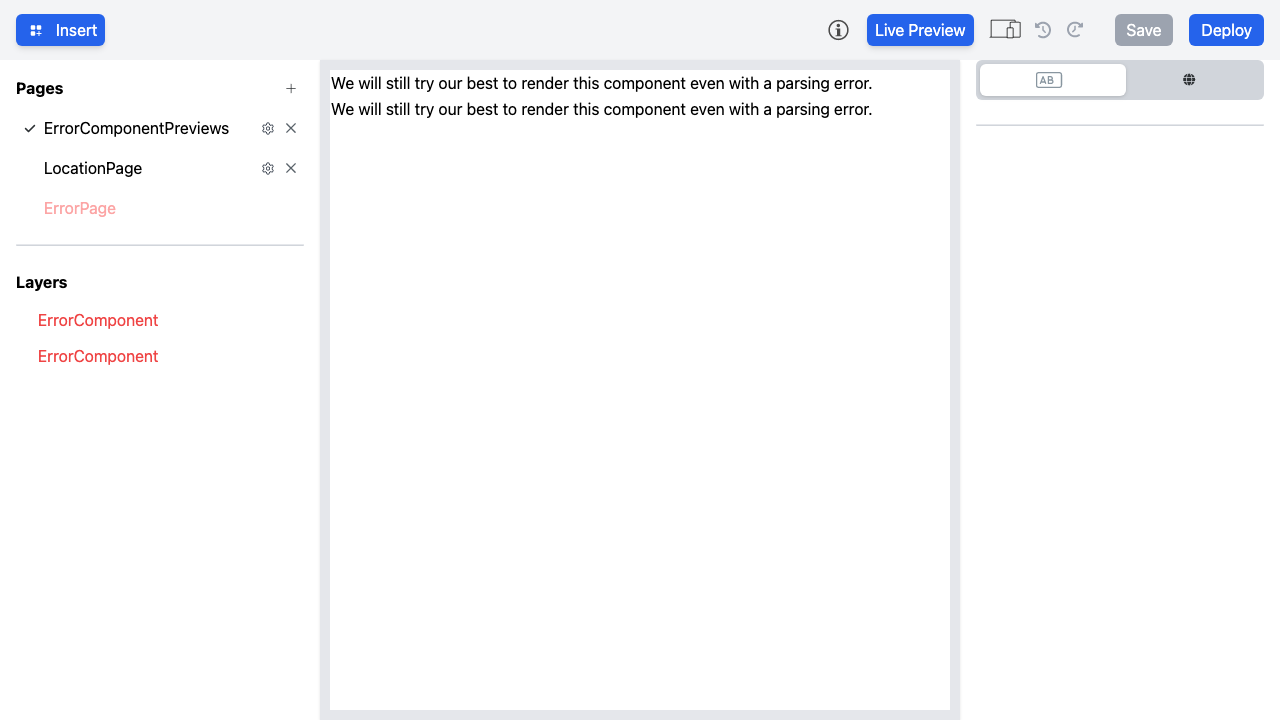 Insert
Live Preview
Save
Deploy
Pages
ErrorComponentPreviews
LocationPage
ErrorPage
Layers
ErrorComponent
ErrorComponent
We will still try our best to render this component even with a parsing error.
We will still try our best to render this component even with a parsing error.
AB